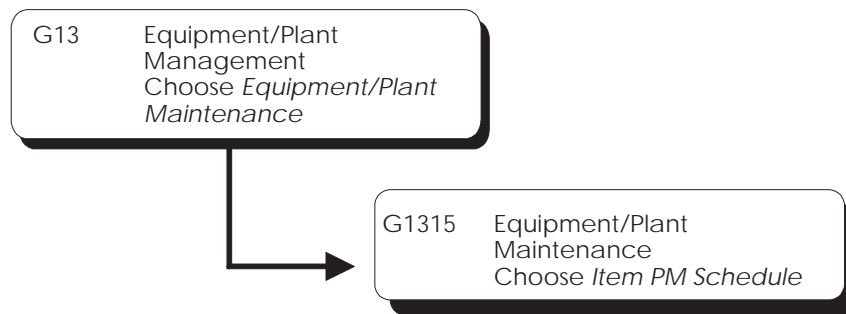 G13 Equipment/Plant
Management
Choose Equipment/Plant
Maintenance
G1315 Equipment/Plant
Maintenance
Choose Item PM Schedule